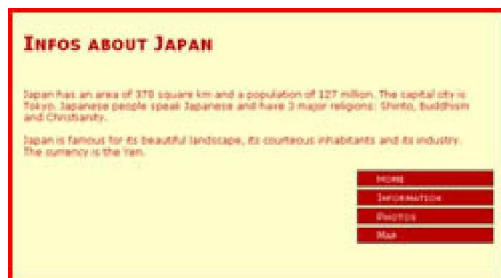 Infos about Japan
Japan has an area of 378 square km and a population of 127 million. The capital city is
Tokyo. Japanese people speak Japanese and have 3 major religions: Shinto, Buddhism
and Christianity.
Japan is famous for its beautiful landscape, its courteous inhabitants and its industry.
The currency is the Yen.
Home
Information
Photos
Map